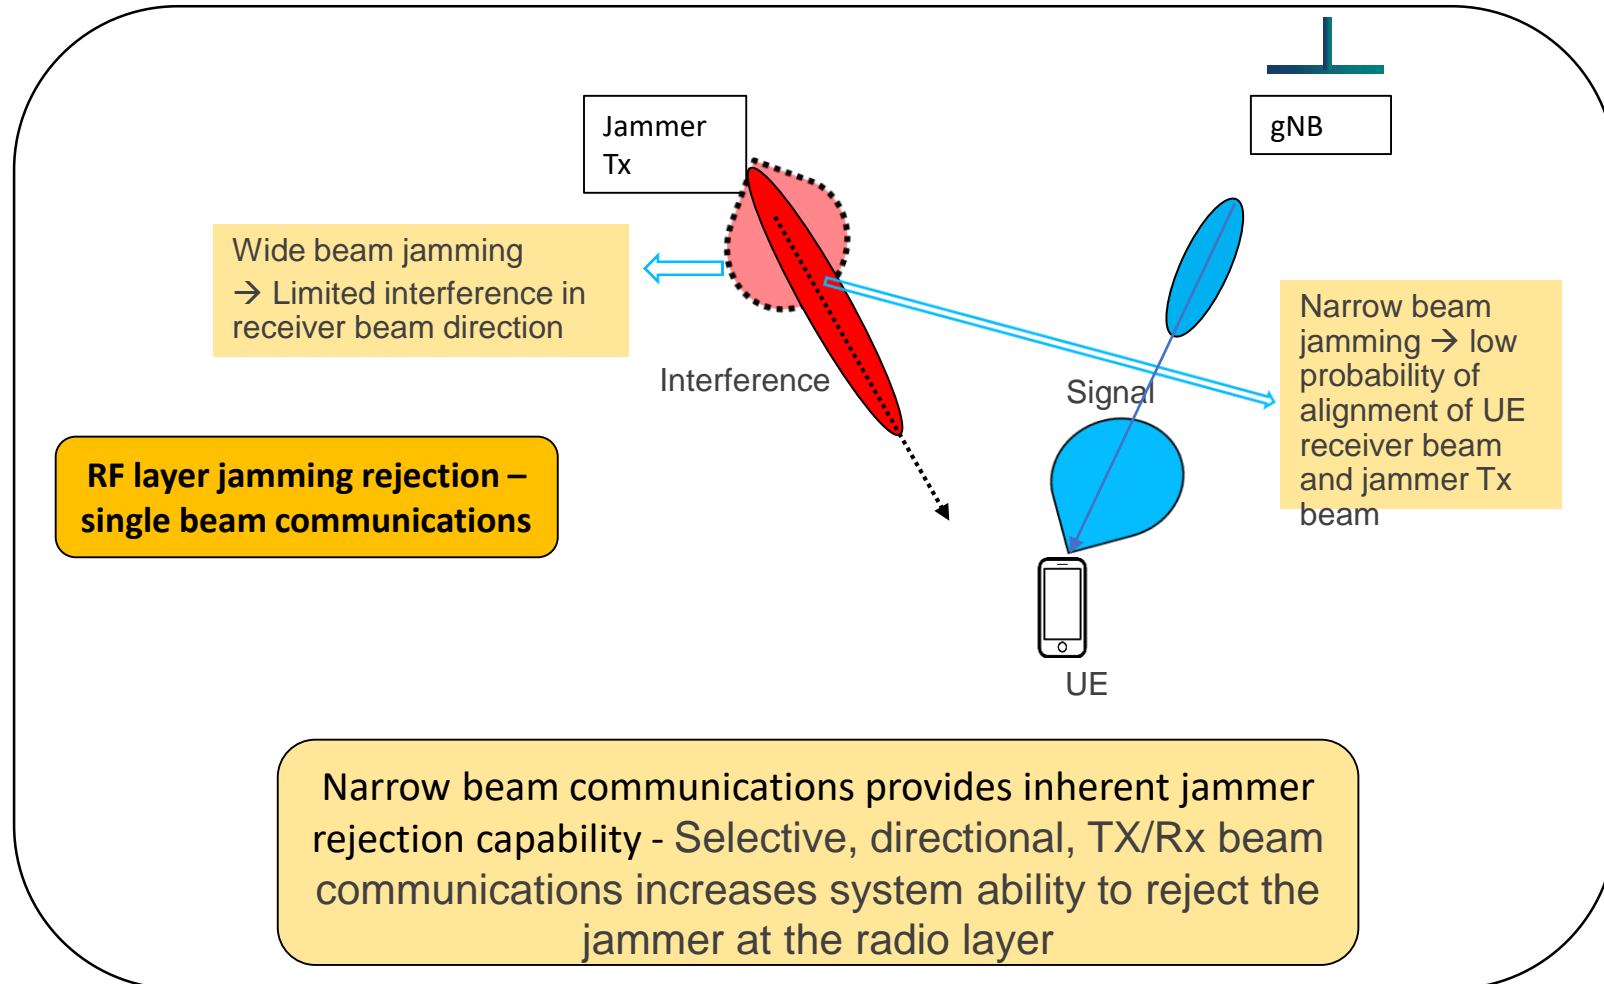 Jammer
Tx
gNB
Wide beam jamming
→ Limited interference in
receiver beam direction
Interference
Signal
Narrow beam
jamming → low
probability of
alignment of UE
receiver beam
and jammer Tx
beam
RF layer jamming rejection –
single beam communications
UE
Narrow beam communications provides inherent jammer
rejection capability - Selective, directional, TX/Rx beam
communications increases system ability to reject the
jammer at the radio layer